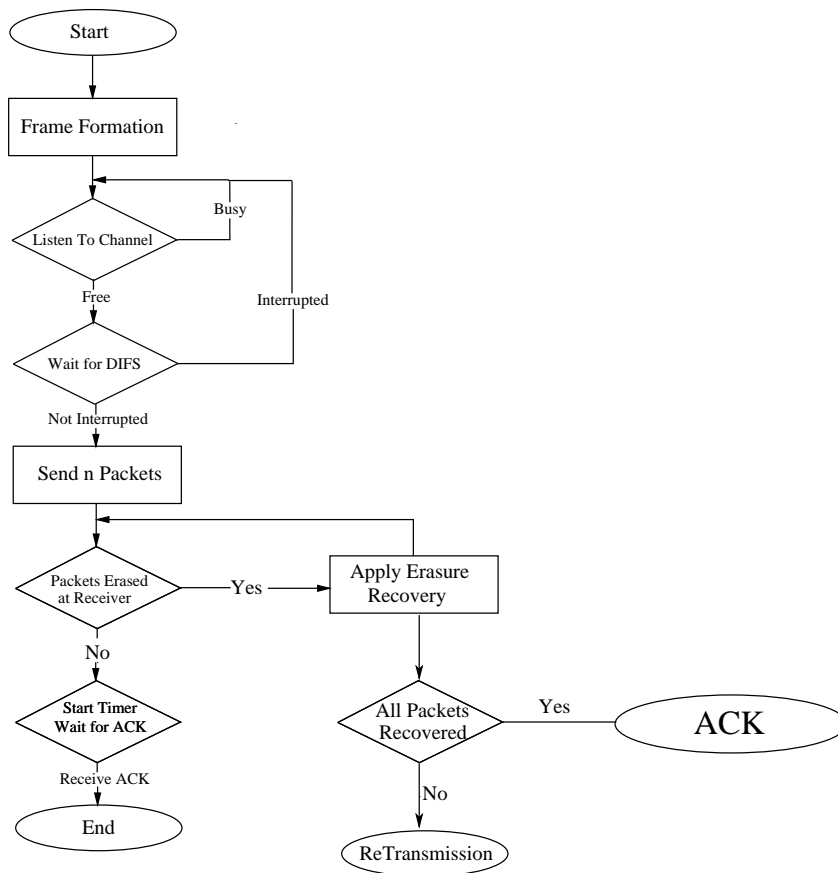 Start
Frame Formation
Busy
Listen To Channel
Free
Interrupted
Wait for DIFS
Not Interrupted
Send n Packets
Packets Erased
at Receiver
Yes
Apply Erasure
Recovery
No
Start Timer
Wait for ACK
All Packets
Recovered
Yes
ACK
Receive ACK
No
End
ReTransmission